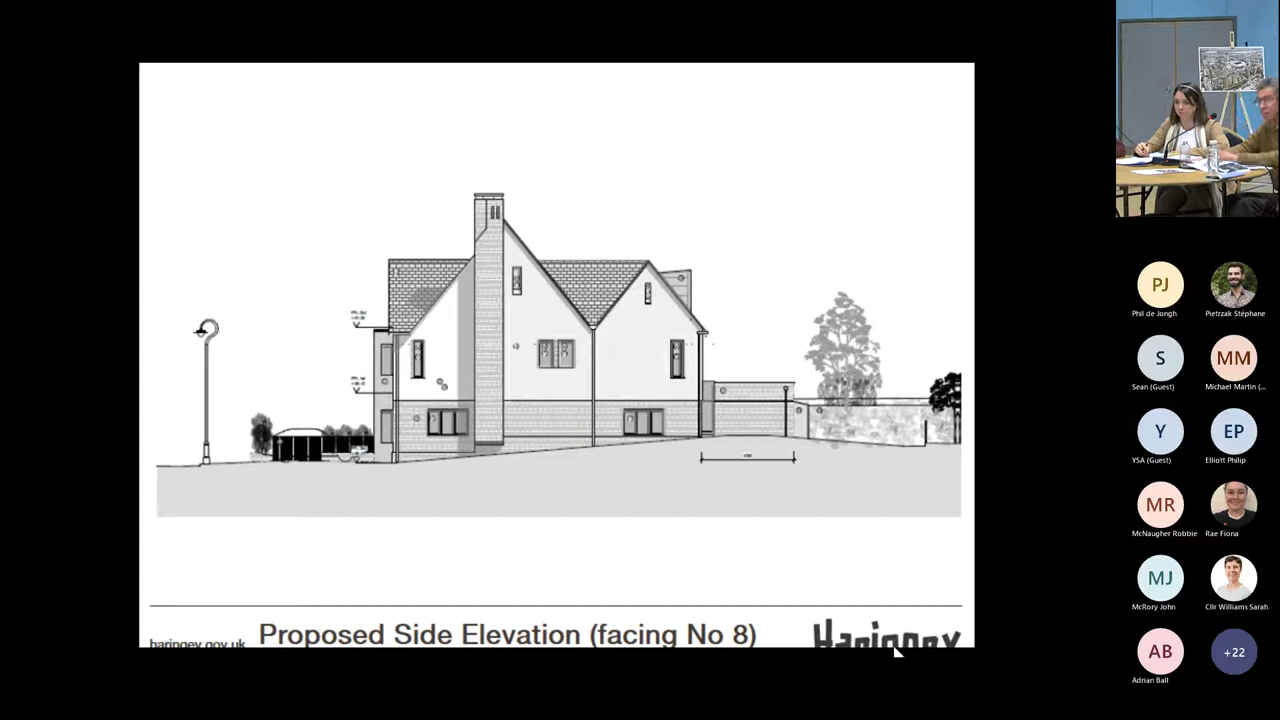 haringey.gov.uk
Proposed Side Elevation (facing No 8)
Haringey
PJ
Phil de Jongh
Pietrzak Stéphane
S
Sean (Guest)
MM
Michael Martin (...
Y
YSA (Guest)
EP
Elliott Philip
MR
McNaugher Robbie
Rae Fiona
MJ
McRory John
Cllr Williams Sarah
AB
Adrian Ball
+22